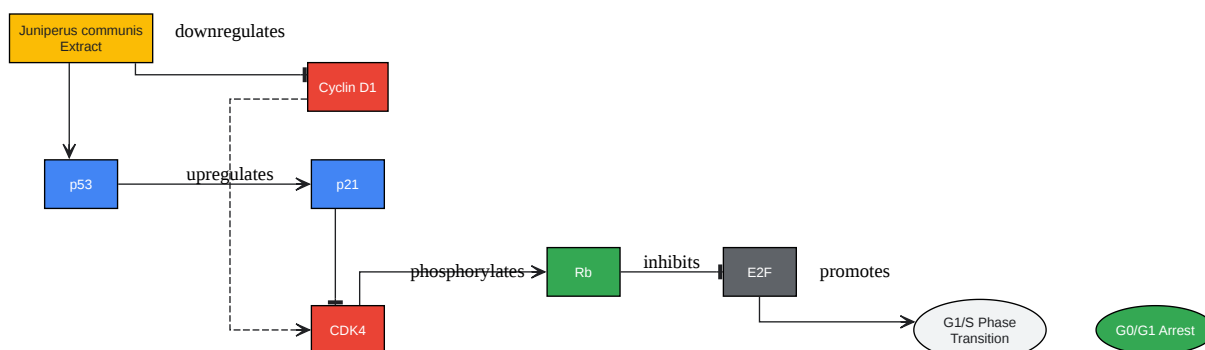 Juniperus communis
Extract
downregulates
Cyclin D1
p53
upregulates
p21
phosphorylates
Rb
inhibits
E2F
promotes
CDK4
G1/S Phase
Transition
G0/G1 Arrest